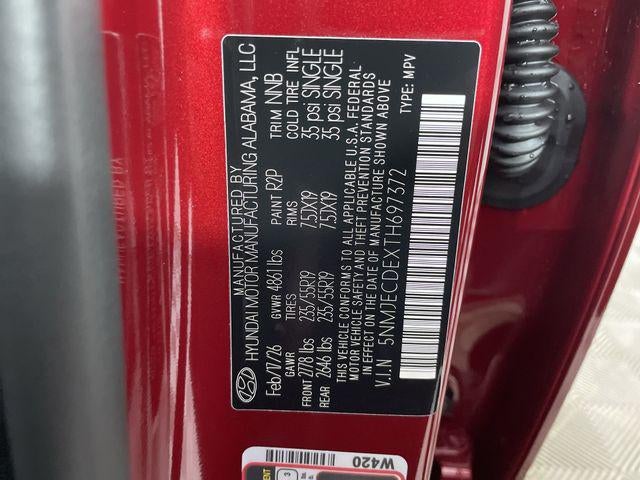 MANUFACTURED BY
HYUNDAI MOTOR MANUFACTURING ALABAMA, LLC
Feb/17/26 GVWR 4861 lbs PAINT R2P TRIM NNB
GAWR TIRES RIMS COLD TIRE INFL
FRONT 2778 lbs 235/55R19 7.5JX19 35 psi SINGLE
REAR 2646 lbs 235/55R19 7.5JX19 35 psi SINGLE
THIS VEHICLE CONFORMS TO ALL APPLICABLE U.S.A. FEDERAL
MOTOR VEHICLE SAFETY AND THEFT PREVENTION STANDARDS
IN EFFECT ON THE DATE OF MANUFACTURE SHOWN ABOVE
V.I.N 5NMJECDEXTH697372 TYPE: MPV
W420
3